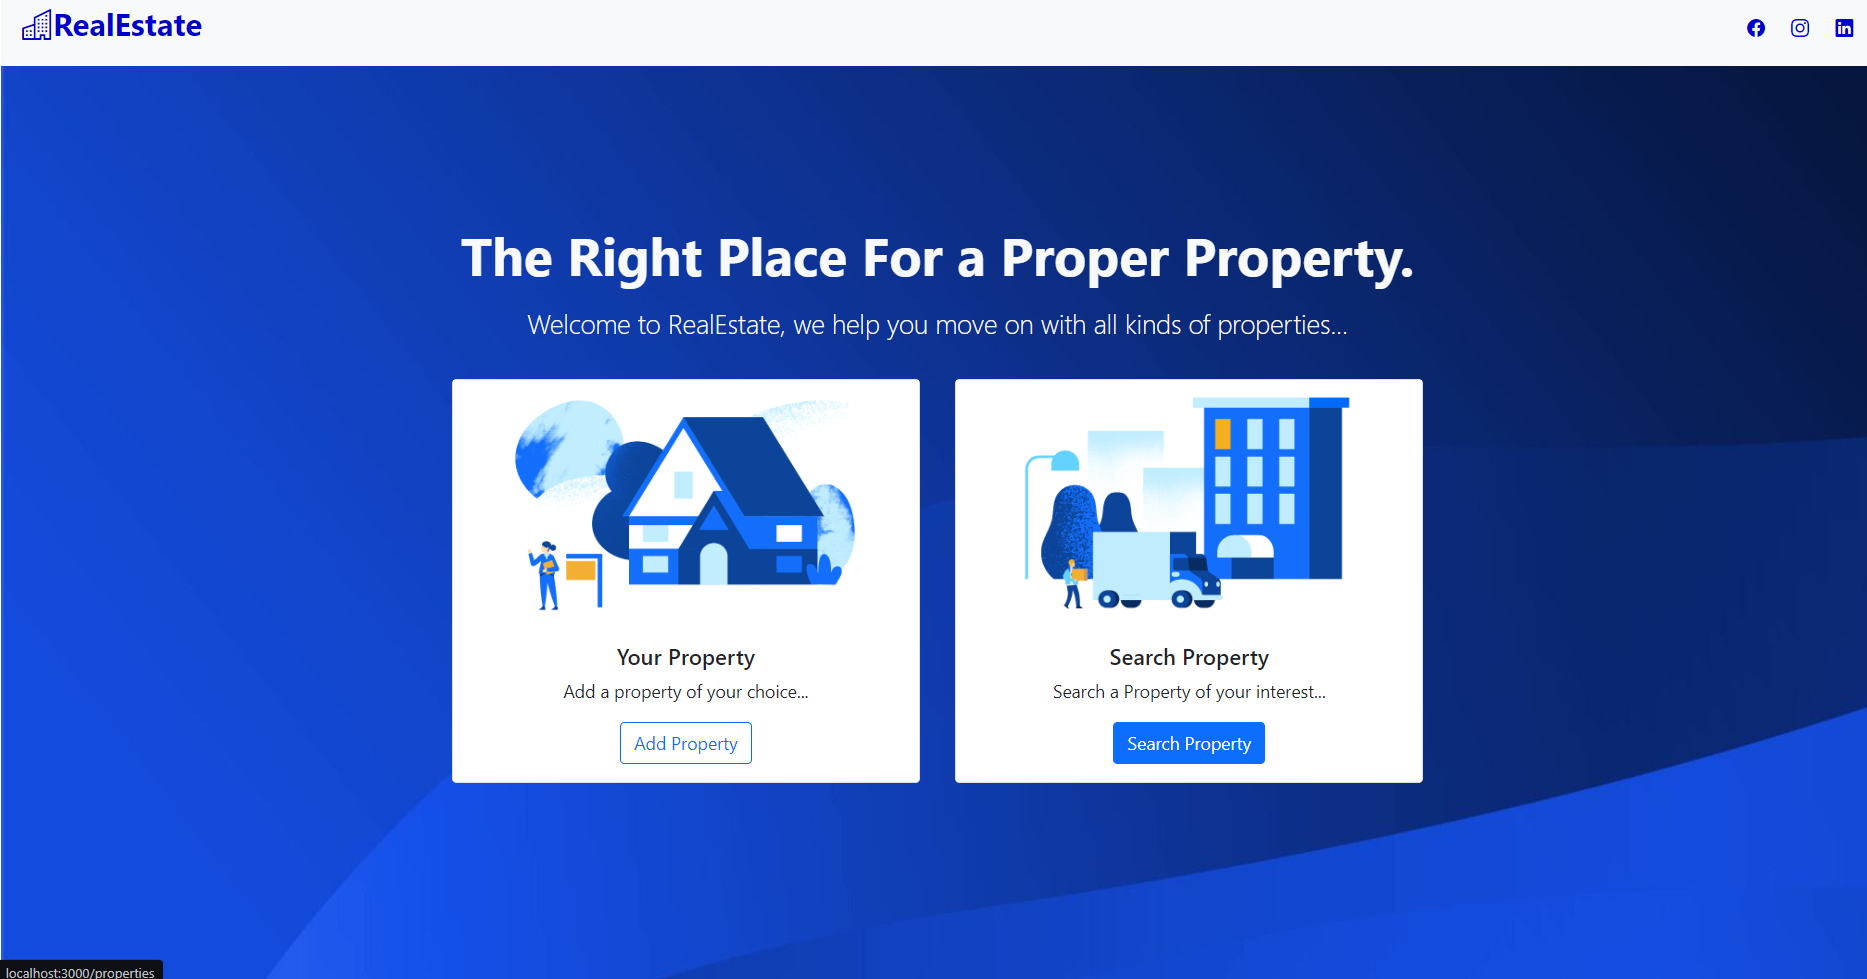 RealEstate
The Right Place For a Proper Property.
Welcome to RealEstate, we help you move on with all kinds of properties...
Your Property
Add a property of your choice...
Add Property
Search Property
Search a Property of your interest...
Search Property
localhost:3000/properties